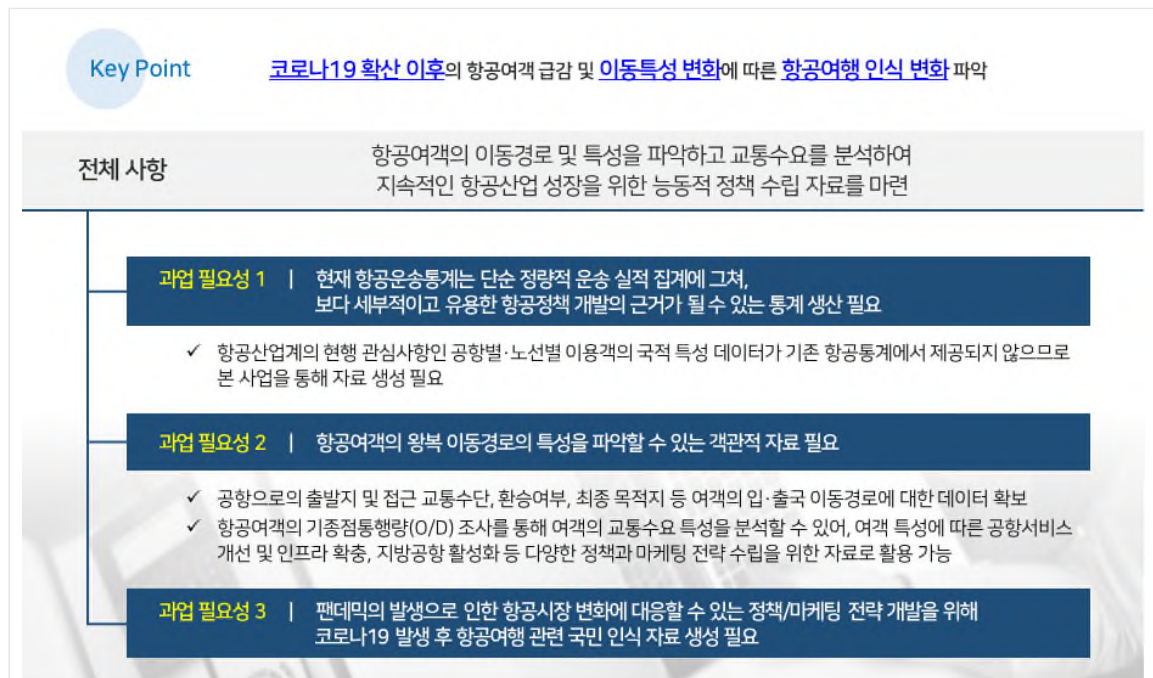 Key Point
코로나19 확산 이후의 항공여객 급감 및 이동특성 변화에 따른 항공여행 인식 변화 파악
전체 사항
항공여객의 이동경로 및 특성을 파악하고 교통수요를 분석하여
지속적인 항공산업 성장을 위한 능동적 정책 수립 자료를 마련
과업 필요성 1 | 현재 항공운송통계는 단순 정량적 운송 실적 집계에 그쳐,
보다 세부적이고 유용한 항공정책 개발의 근거가 될 수 있는 통계 생산 필요
✓ 항공산업계의 현행 관심사항인 공항별·노선별 이용객의 국적 특성 데이터가 기존 항공통계에서 제공되지 않으므로
본 사업을 통해 자료 생성 필요
과업 필요성 2 | 항공여객의 왕복 이동경로의 특성을 파악할 수 있는 객관적 자료 필요
✓ 공항으로의 출발지 및 접근 교통수단, 환승여부, 최종 목적지 등 여객의 입·출국 이동경로에 대한 데이터 확보
✓ 항공여객의 기종점통행량(O/D) 조사를 통해 여객의 교통수요 특성을 분석할 수 있어, 여객 특성에 따른 공항서비스
개선 및 인프라 확충, 지방공항 활성화 등 다양한 정책과 마케팅 전략 수립을 위한 자료로 활용 가능
과업 필요성 3 | 팬데믹의 발생으로 인한 항공시장 변화에 대응할 수 있는 정책/마케팅 전략 개발을 위해
코로나19 발생 후 항공여행 관련 국민 인식 자료 생성 필요